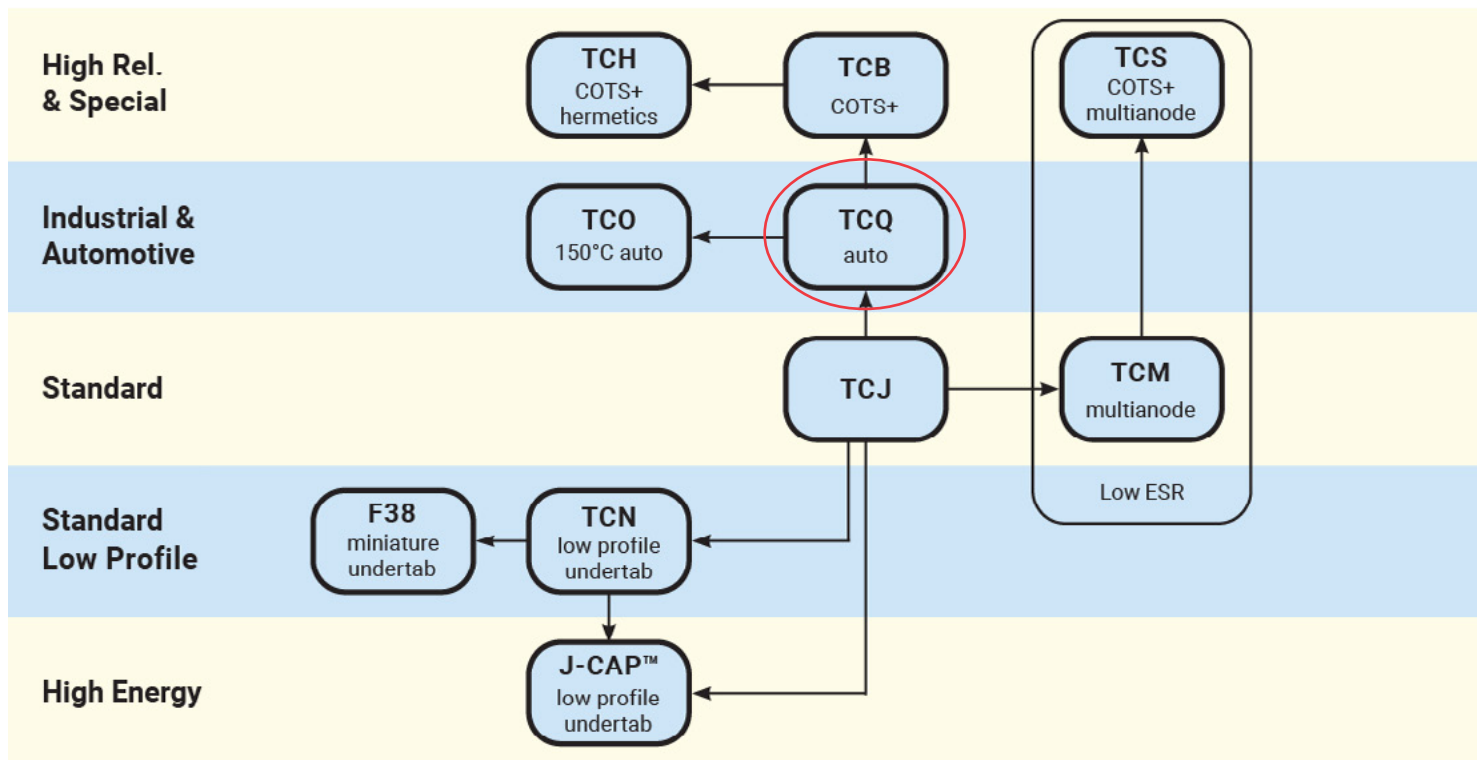 High Rel.
& Special
TCH
COTS+
hermetics
TCB
COTS+
TCS
COTS+
multianode
Industrial &
Automotive
TCO
150°C auto
TCQ
auto
Standard
TCJ
TCM
multianode
Low ESR
Standard
Low Profile
F38
miniature
undertab
TCN
low profile
undertab
High Energy
J-CAP™
low profile
undertab